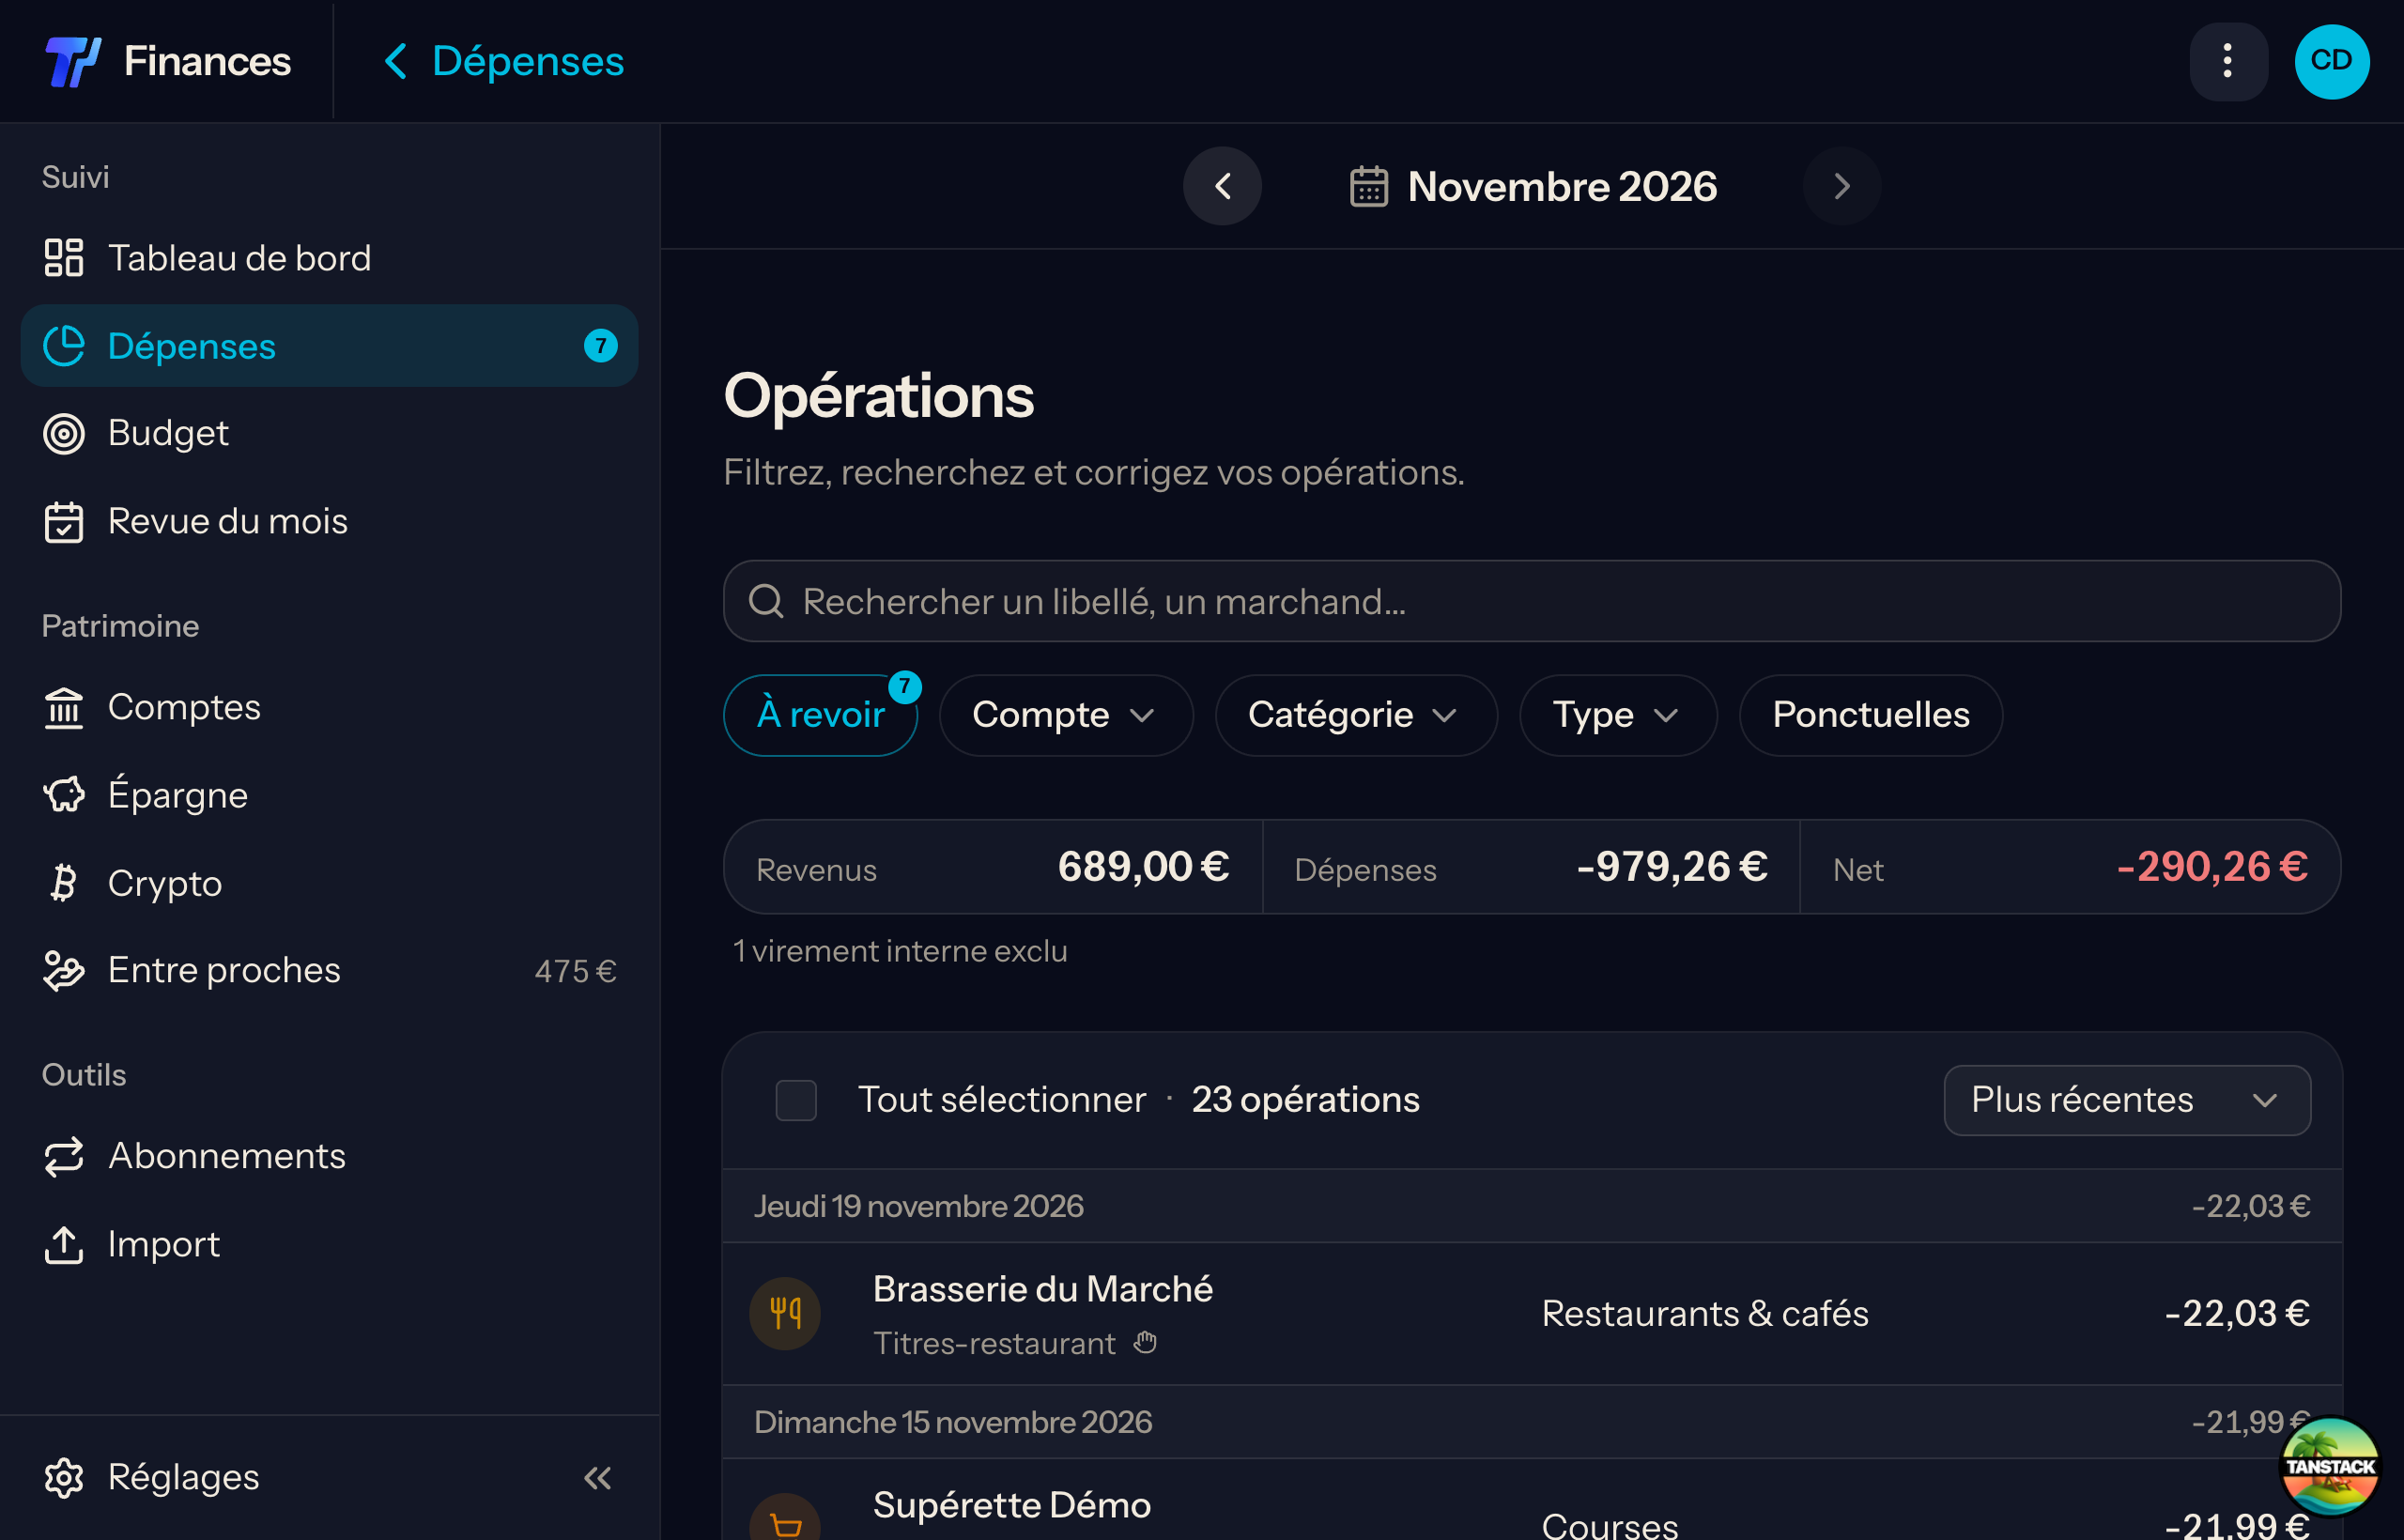 Finances
Dépenses
CD
Suivi
Tableau de bord
Dépenses 7
Budget
Revue du mois
Patrimoine
Comptes
Épargne
Crypto
Entre proches 475 €
Outils
Abonnements
Import
Réglages
Novembre 2026
Opérations
Filtrez, recherchez et corrigez vos opérations.
Rechercher un libellé, un marchand...
À revoir 7 Compte Catégorie Type Ponctuelles
Revenus 689,00 € Dépenses -979,26 € Net -290,26 €
1 virement interne exclu
Tout sélectionner · 23 opérations Plus récentes
Jeudi 19 novembre 2026 -22,03 €
Brasserie du Marché
Titres-restaurant
Restaurants & cafés -22,03 €
Dimanche 15 novembre 2026 -21,99 €
Supérette Démo
Courses -21,99 €
TANSTACK